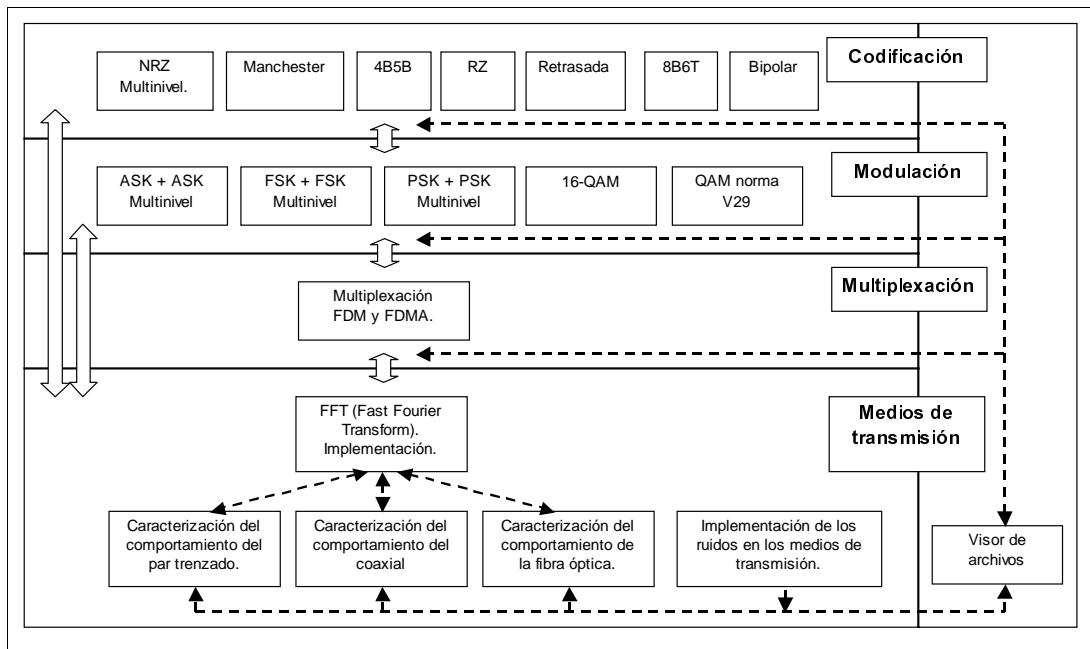 NRZ
Multinivel.
Manchester
4B5B
RZ
Retrasada
8B6T
Bipolar
Codificación
ASK + ASK
Multinivel
FSK + FSK
Multinivel
PSK + PSK
Multinivel
16-QAM
QAM norma
V29
Modulación
Multiplexación
FDM y FDMA.
Multiplexación
FFT (Fast Fourier
Transform).
Implementación.
Medios de
transmisión
Caracterización del
comportamiento del
par trenzado.
Caracterización del
comportamiento del
coaxial
Caracterización del
comportamiento de
la fibra óptica.
Implementación de los
ruidos en los medios de
transmisión.
Visor de
archivos